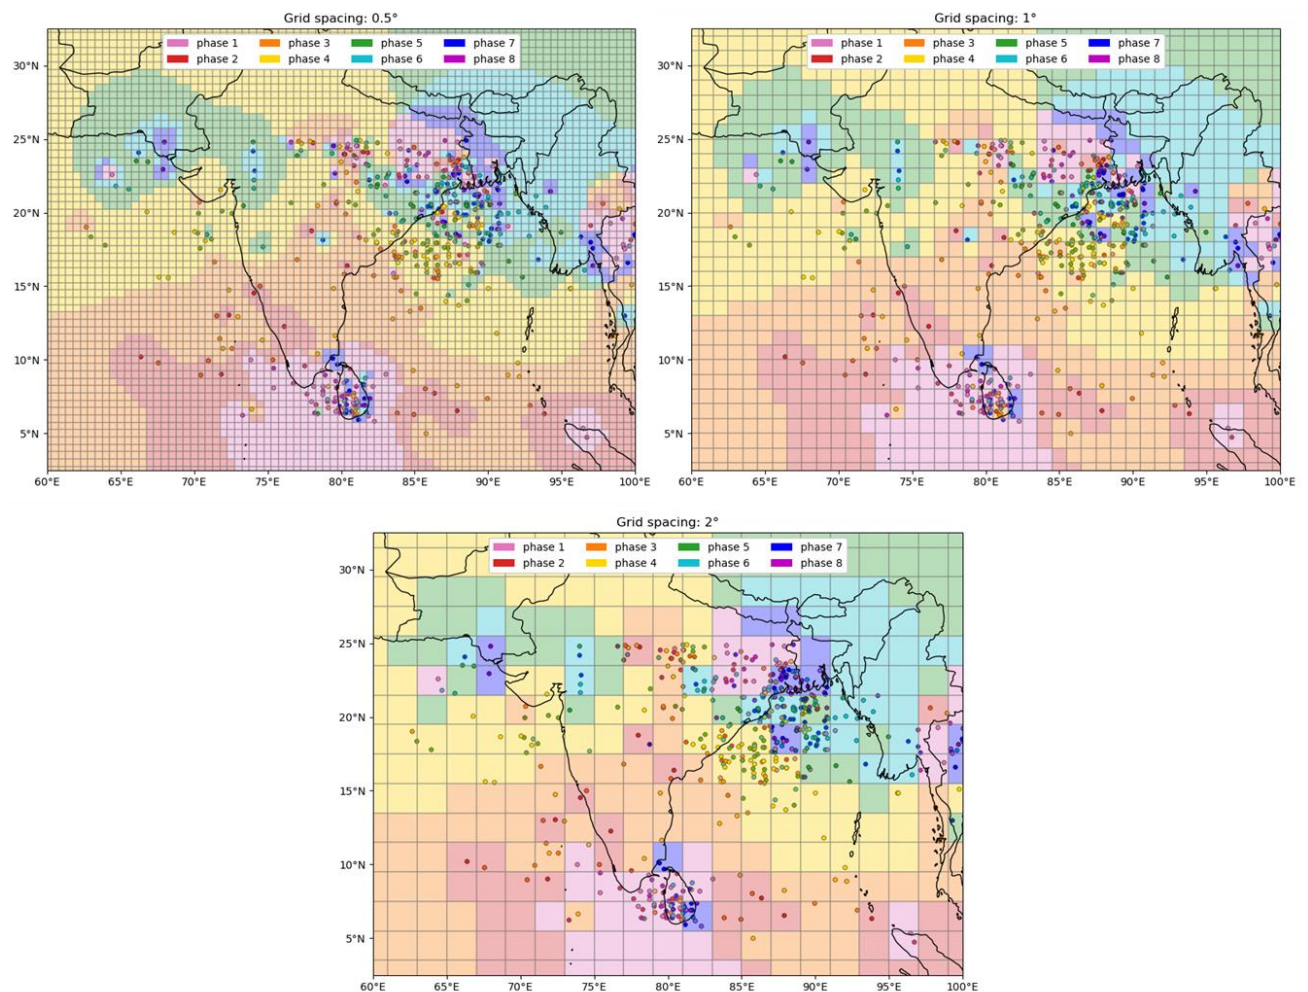 Grid spacing: 0.5°
phase 1 phase 3 phase 5 phase 7
phase 2 phase 4 phase 6 phase 8
30°N
25°N
20°N
15°N
10°N
5°N
60°E 65°E 70°E 75°E 80°E 85°E 90°E 95°E 100°E
Grid spacing: 1°
phase 1 phase 3 phase 5 phase 7
phase 2 phase 4 phase 6 phase 8
30°N
25°N
20°N
15°N
10°N
5°N
60°E 65°E 70°E 75°E 80°E 85°E 90°E 95°E 100°E
Grid spacing: 2°
phase 1 phase 3 phase 5 phase 7
phase 2 phase 4 phase 6 phase 8
30°N
25°N
20°N
15°N
10°N
5°N
60°E 65°E 70°E 75°E 80°E 85°E 90°E 95°E 100°E